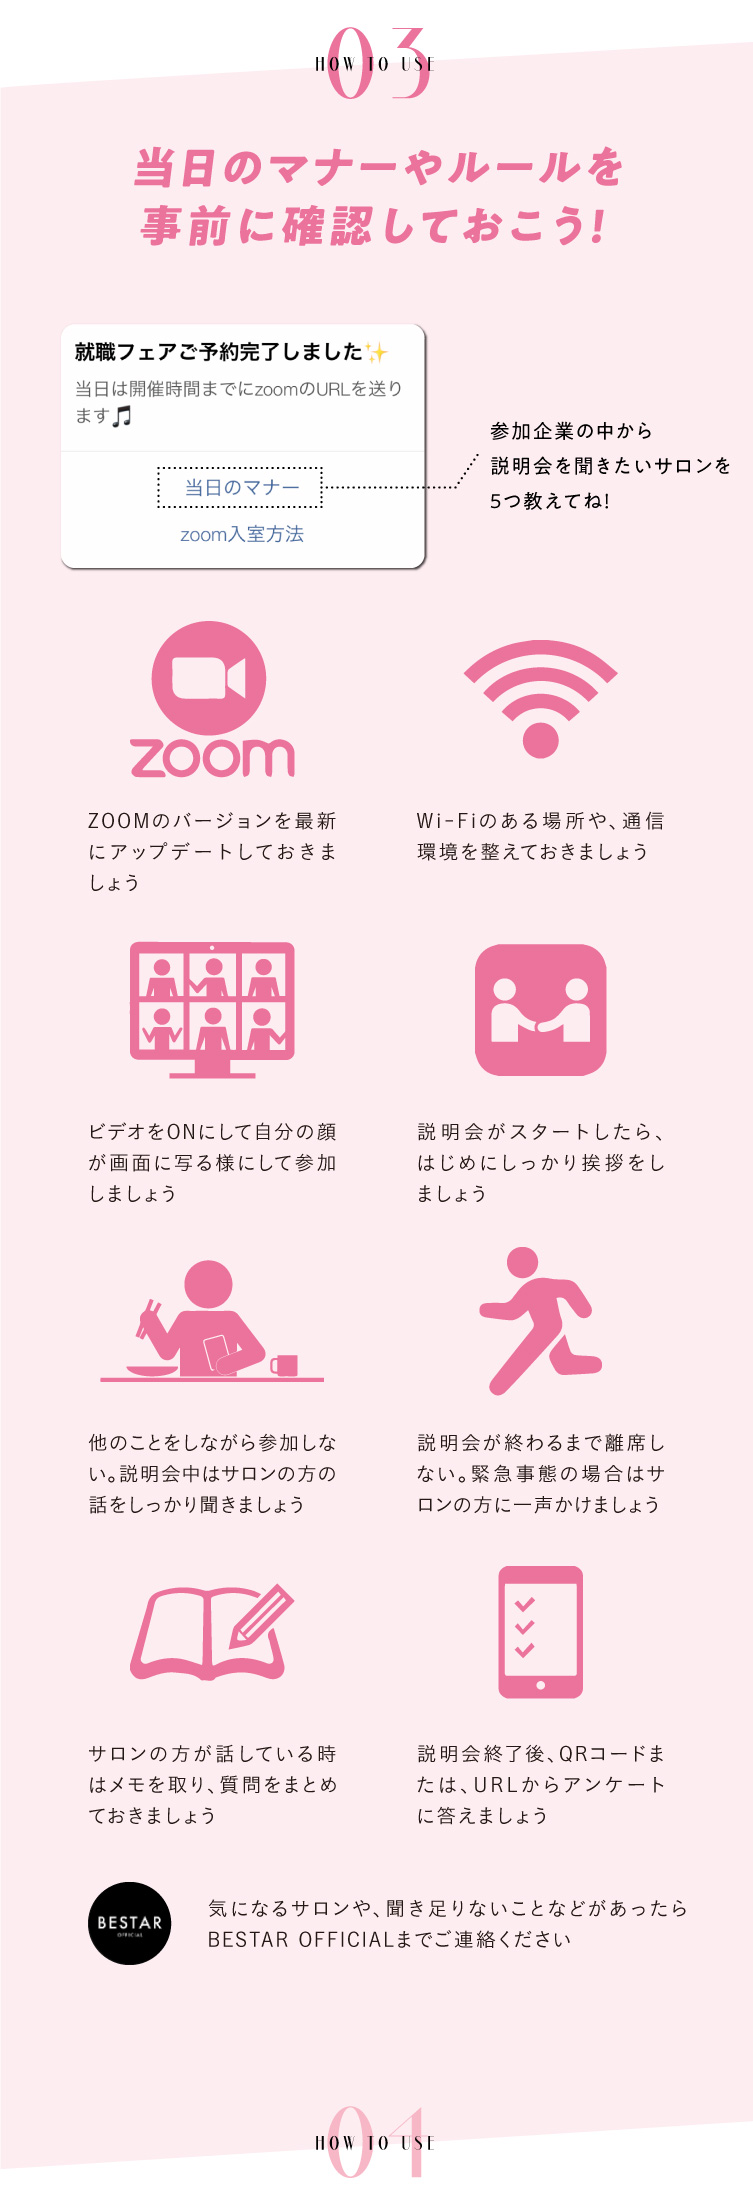 03
HOW TO USE
当日のマナーやルールを
事前に確認しておこう!
就職フェアご予約完了しました✨
当日は開催時間までにzoomのURLを送り
ます🎵
当日のマナー
zoom入室方法
参加企業の中から
説明会を聞きたいサロンを
5つ教えてね!
zoom
ZOOMのバージョンを最新
にアップデートしておきま
しょう
Wi-Fiのある場所や、通信
環境を整えておきましょう
ビデオをONにして自分の顔
が画面に写る様にして参加
しましょう
説明会がスタートしたら、
はじめにしっかり挨拶をし
ましょう
他のことをしながら参加しな
い。説明会中はサロンの方の
話をしっかり聞きましょう
説明会が終わるまで離席し
ない。緊急事態の場合はサ
ロンの方に一声かけましょう
サロンの方が話している時
はメモを取り、質問をまとめ
ておきましょう
説明会終了後、QRコードま
たは、URLからアンケート
に答えましょう
BESTAR
OFFICIAL
気になるサロンや、聞き足りないことなどがあったら
BESTAR OFFICIALまでご連絡ください
04
HOW TO USE